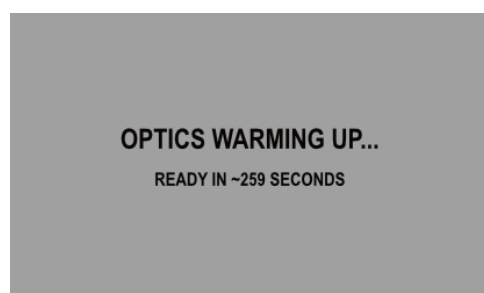 OPTICS WARMING UP...
READY IN ~259 SECONDS